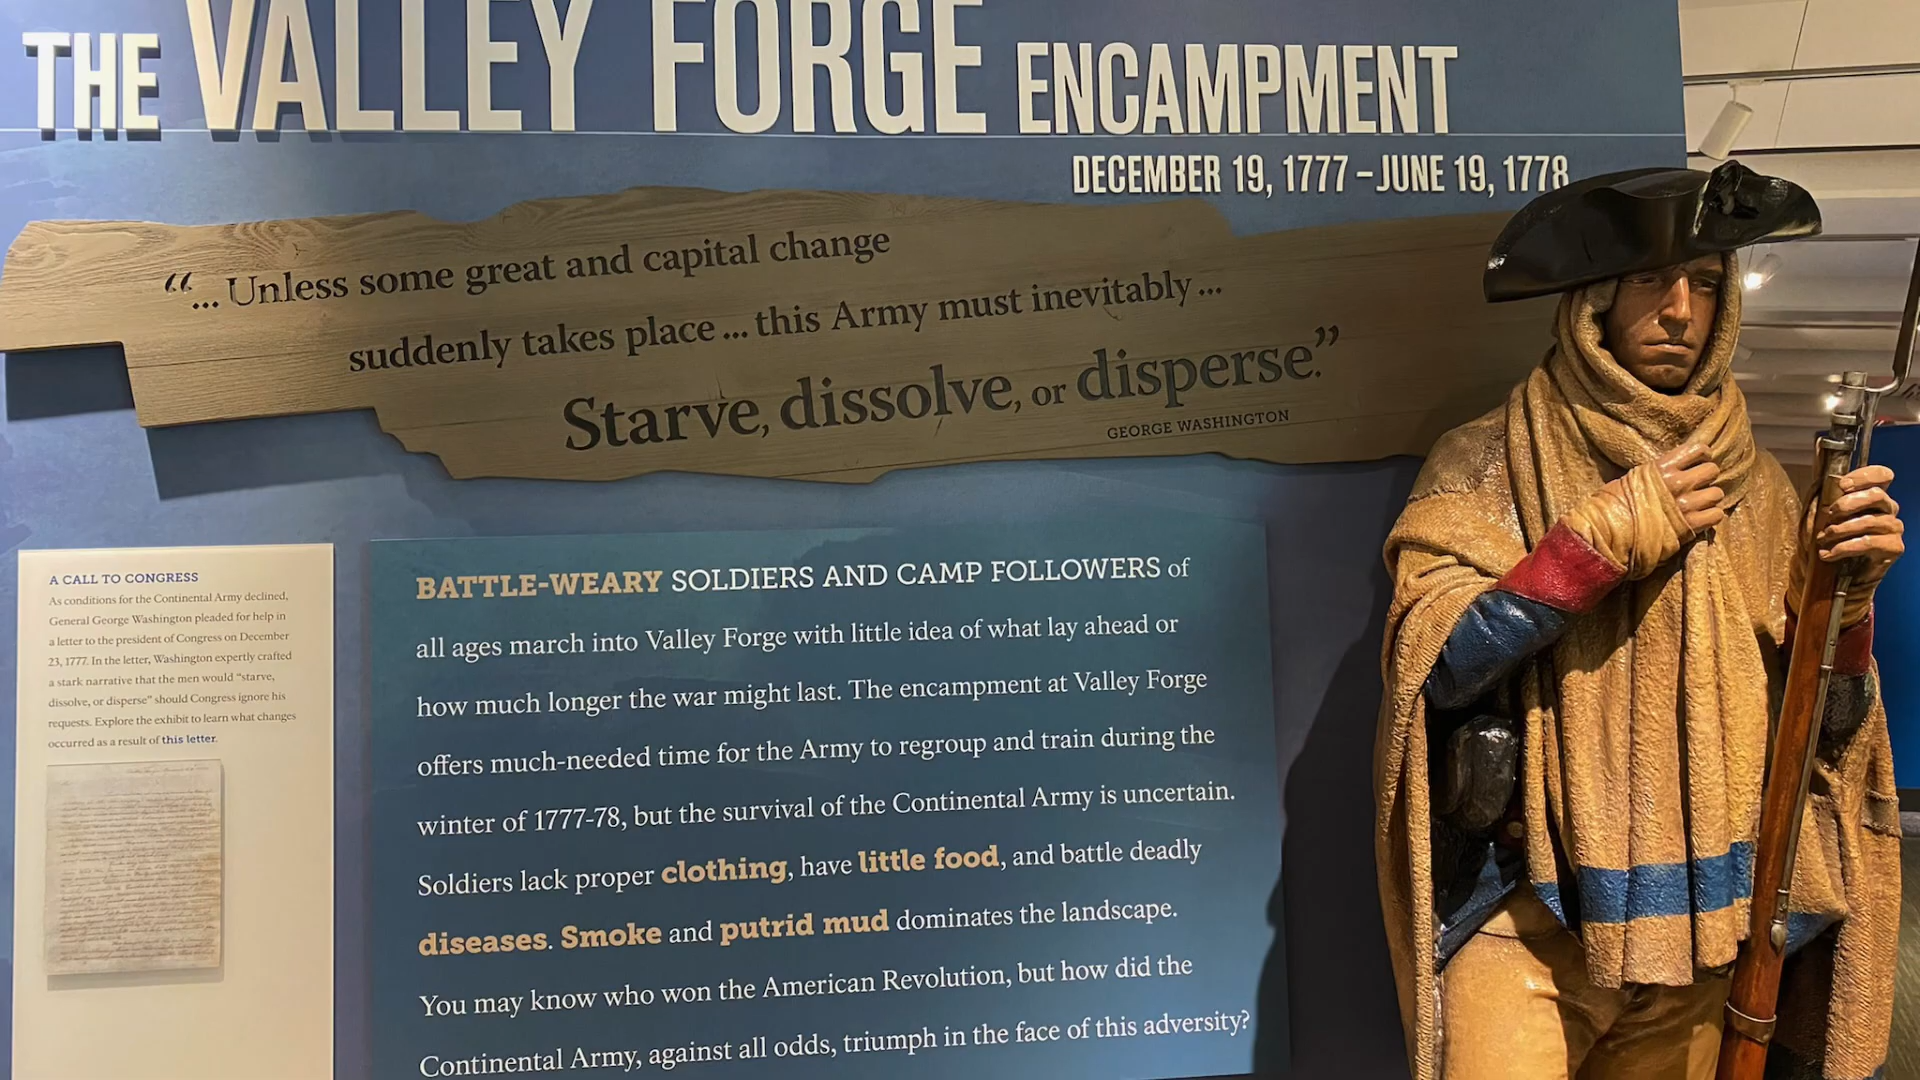 THE VALLEY FORGE ENCAMPMENT
DECEMBER 19, 1777 – JUNE 19, 1778
“... Unless some great and capital change
suddenly takes place ... this Army must inevitably ...
Starve, dissolve, or disperse.”
GEORGE WASHINGTON
A CALL TO CONGRESS
As conditions for the Continental Army declined,
General George Washington pleaded for help in
a letter to the president of Congress on December
23, 1777. In the letter, Washington expertly crafted
a stark narrative that the men would “starve,
dissolve, or disperse” should Congress ignore his
requests. Explore the exhibit to learn what changes
occurred as a result of this letter.
BATTLE-WEARY SOLDIERS AND CAMP FOLLOWERS of
all ages march into Valley Forge with little idea of what lay ahead or
how much longer the war might last. The encampment at Valley Forge
offers much-needed time for the Army to regroup and train during the
winter of 1777-78, but the survival of the Continental Army is uncertain.
Soldiers lack proper clothing, have little food, and battle deadly
diseases. Smoke and putrid mud dominates the landscape.
You may know who won the American Revolution, but how did the
Continental Army, against all odds, triumph in the face of this adversity?